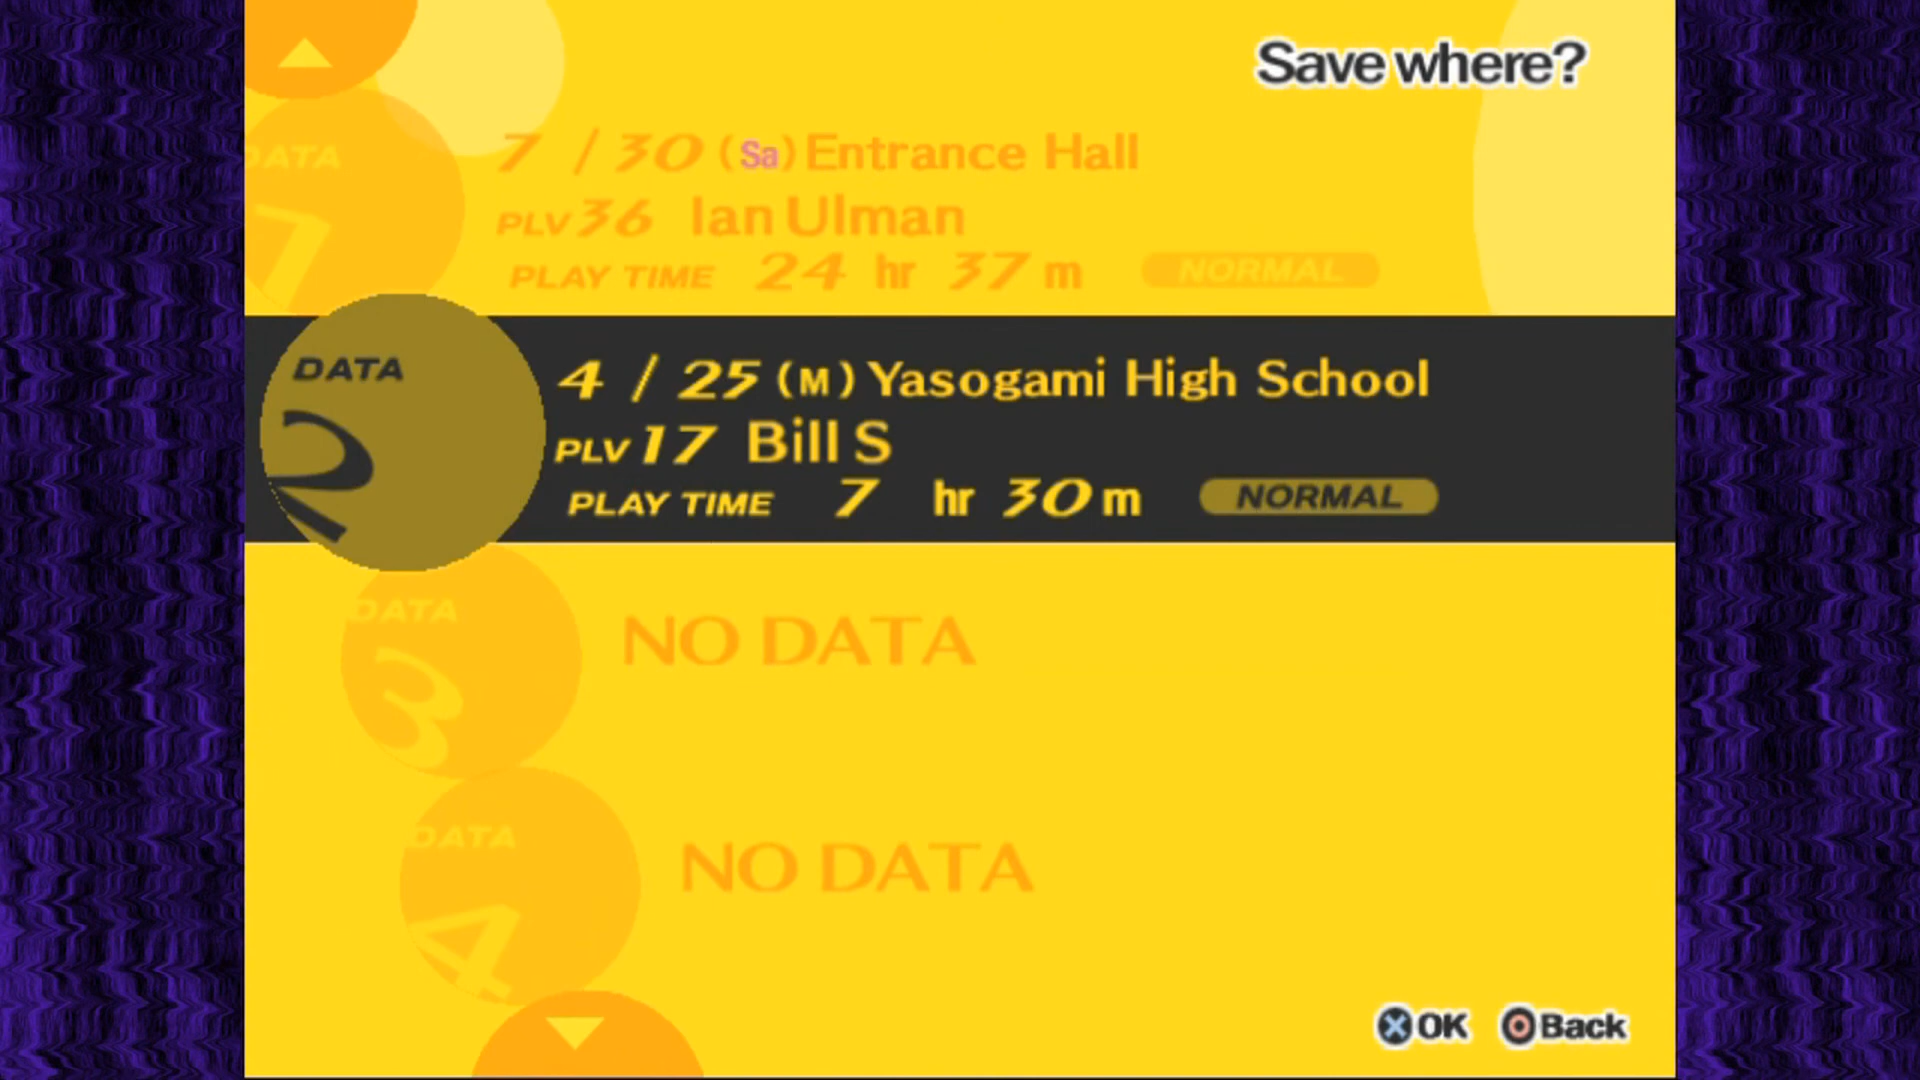 Save where?
DATA
7 / 30 (Sa) Entrance Hall
PLV 36 Ian Ulman
PLAY TIME 24 hr 37 m NORMAL
DATA
2
4 / 25 (M) Yasogami High School
PLV 17 Bill S
PLAY TIME 7 hr 30 m NORMAL
DATA
3
NO DATA
DATA
4
NO DATA
OK Back